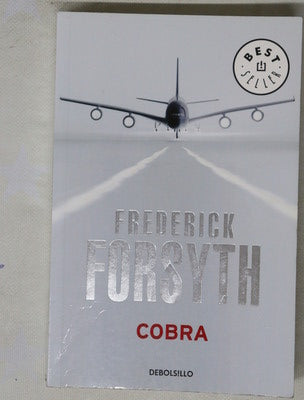 BEST
SELLER
FREDERICK
FORSYTH
COBRA
DEBOLSILLO